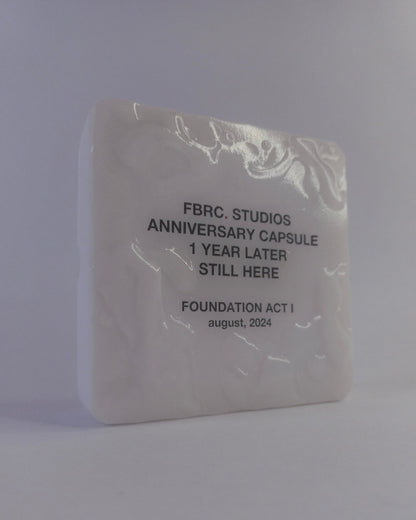 FBRC. STUDIOS
ANNIVERSARY CAPSULE
1 YEAR LATER
STILL HERE
FOUNDATION ACT I
august, 2024